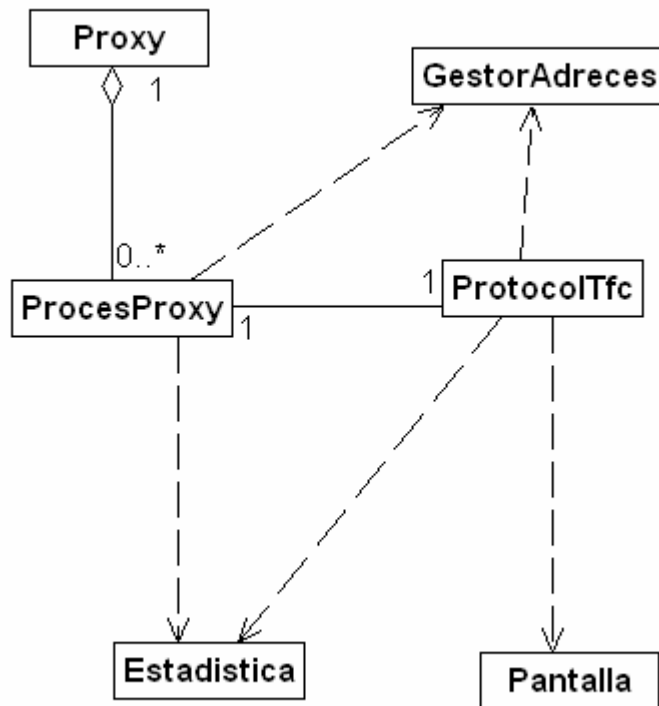 Proxy
1
GestorAdreces
0..*
ProcesProxy
1
1
ProtocolTfc
Estadistica
Pantalla